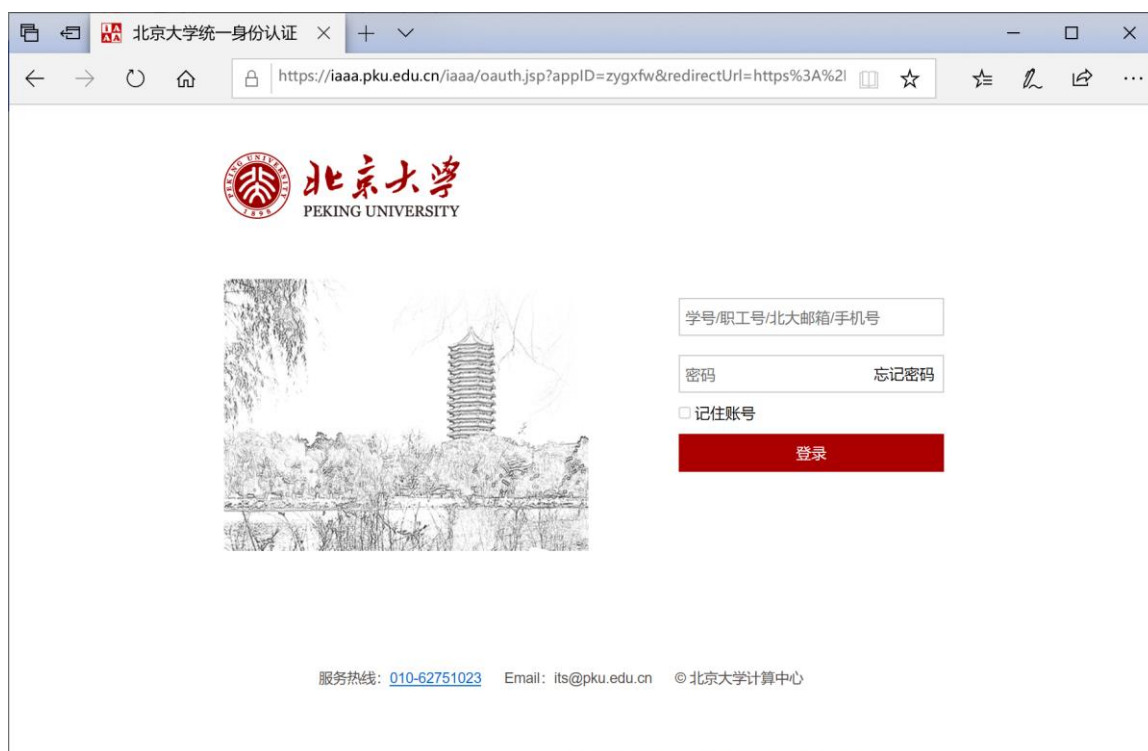 北京大学统一身份认证
https://iaaa.pku.edu.cn/iaaa/oauth.jsp?appID=zygxfw&redirectUrl=https%3A%2
PEKING UNIVERSITY
1898
北京大学
PEKING UNIVERSITY
学号/职工号/北大邮箱/手机号
密码 忘记密码
记住账号
登录
服务热线：010-62751023 Email：its@pku.edu.cn ©北京大学计算中心